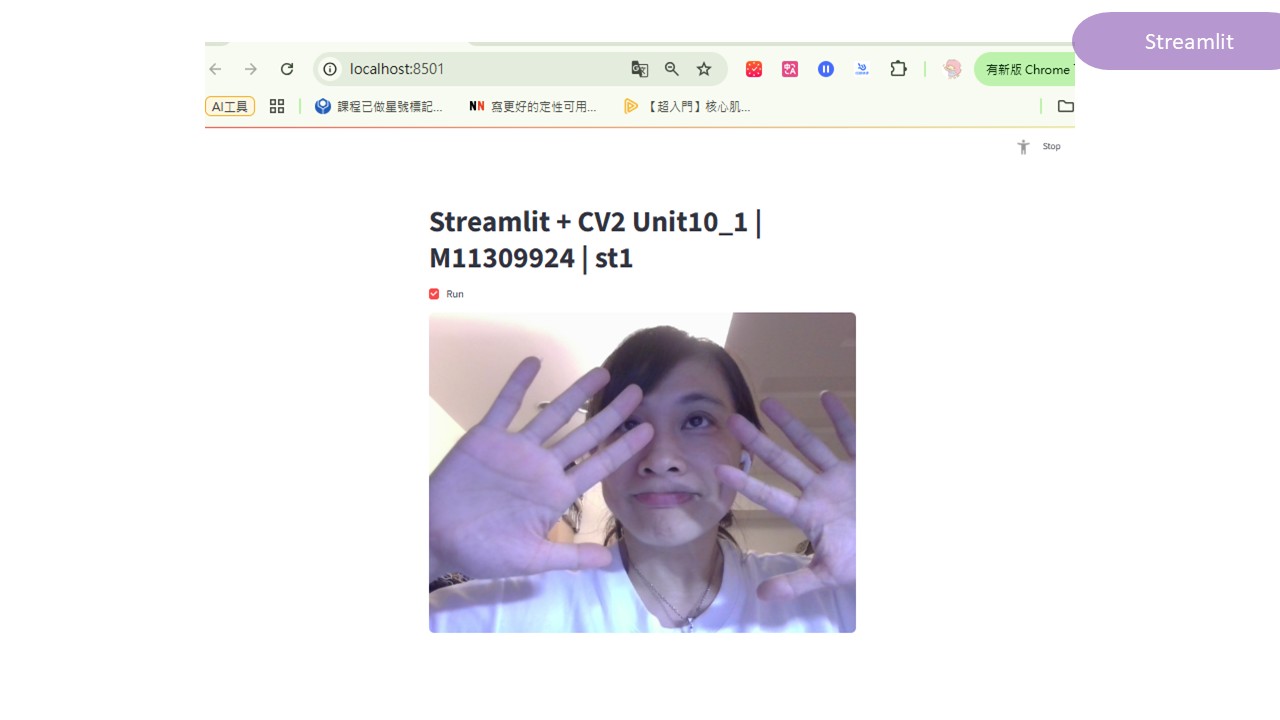 Streamlit
localhost:8501
有新版 Chrome
AI工具
課程已做星號標記...
NN 寫更好的定性可用...
【超入門】核心肌...
Stop
Streamlit + CV2 Unit10_1 |
M11309924 | st1
Run